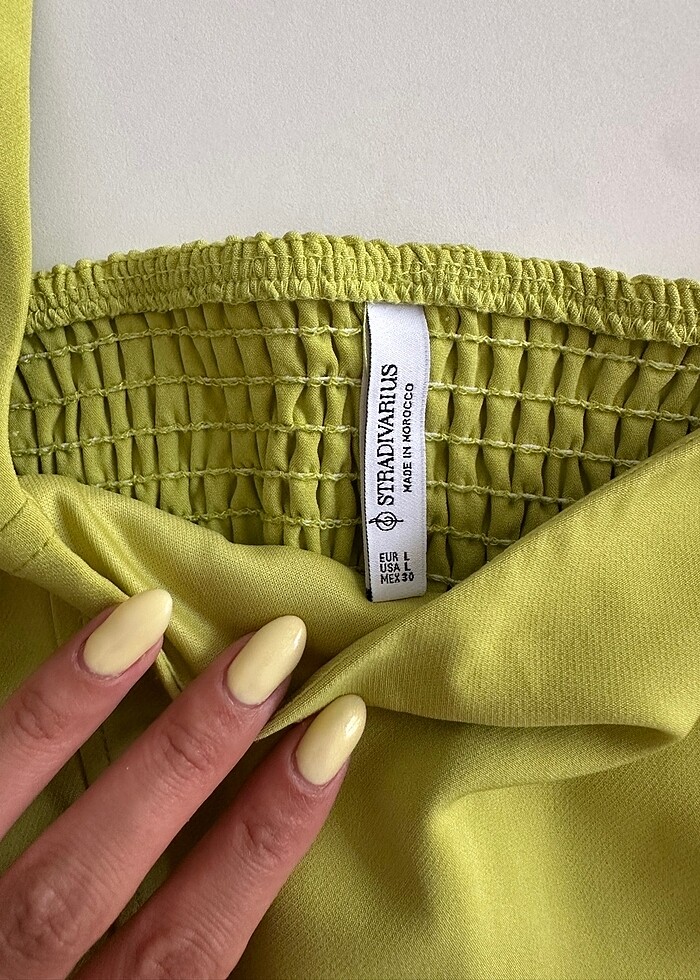 STRADIVARIUS
MADE IN MOROCCO
EUR L
USA L
MEX 30